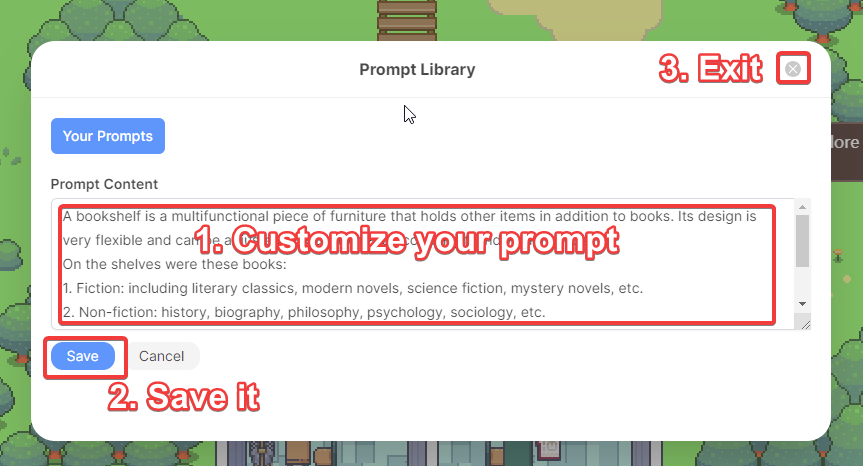 Prompt Library
3. Exit
Your Prompts
lore
Prompt Content
A bookshelf is a multifunctional piece of furniture that holds other items in addition to books. Its design is
very flexible and can be
1. Customize your prompt
On the shelves were these books:
1. Fiction: including literary classics, modern novels, science fiction, mystery novels, etc.
2. Non-fiction: history, biography, philosophy, psychology, sociology, etc.
Save
Cancel
2. Save it